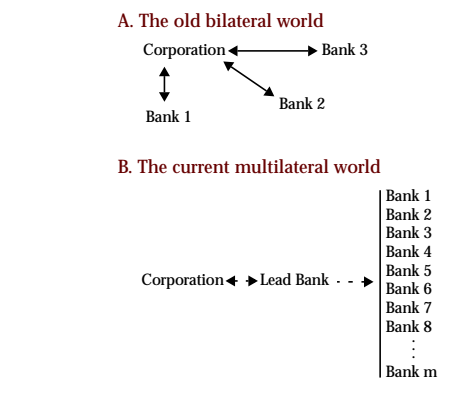 A. The old bilateral world
Corporation Bank 3
Bank 2
Bank 1
B. The current multilateral world
Bank 1
Bank 2
Bank 3
Bank 4
Bank 5
Corporation Lead Bank
Bank 6
Bank 7
Bank 8
Bank m